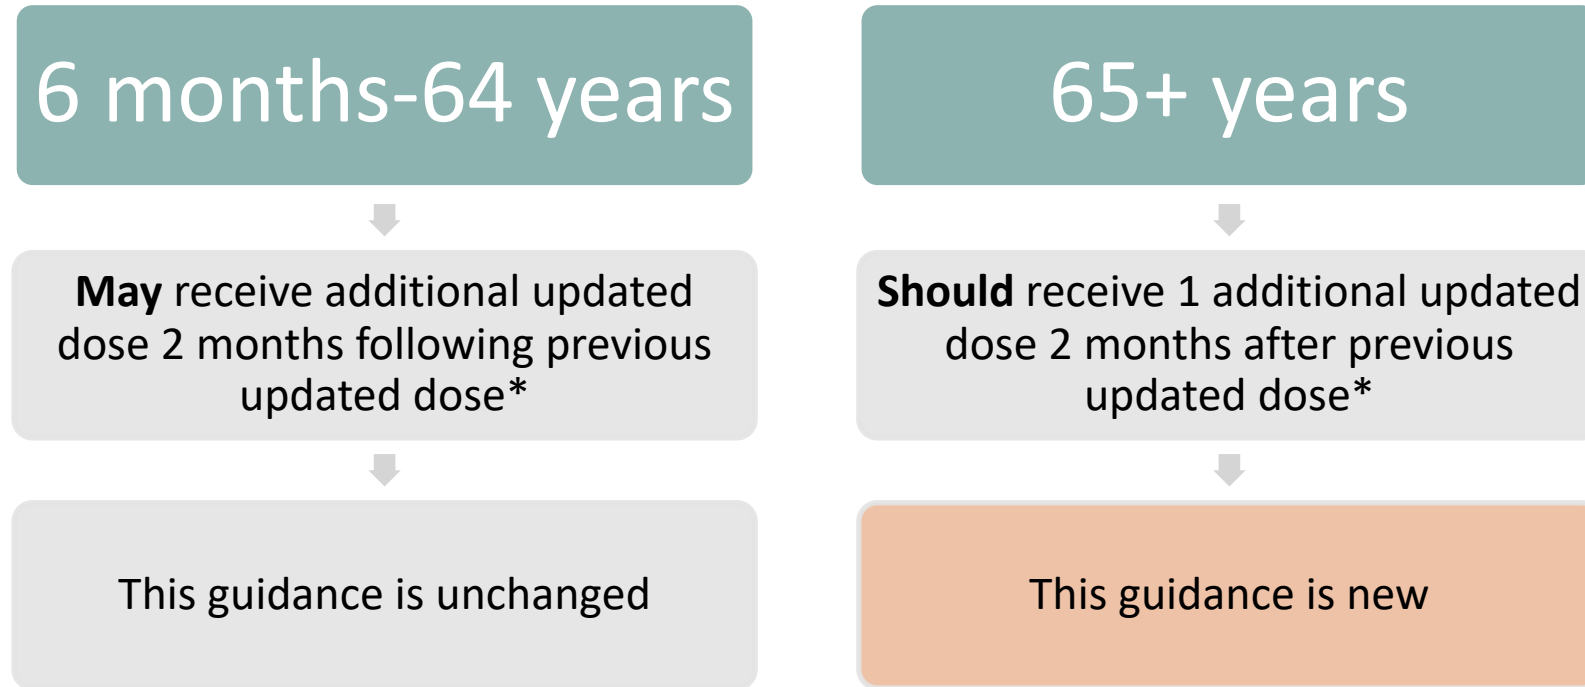 6 months-64 years
May receive additional updated
dose 2 months following previous
updated dose*
This guidance is unchanged
65+ years
Should receive 1 additional updated
dose 2 months after previous
updated dose*
This guidance is new